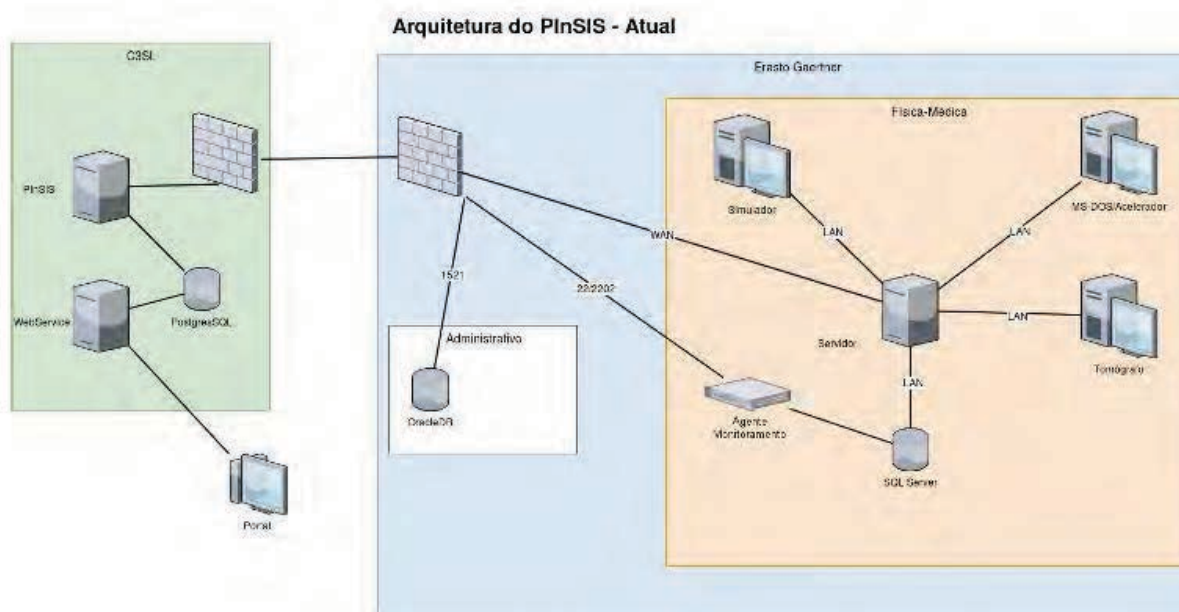 Arquitetura do PInSIS - Atual
C3SL
PInSIS
WebService
PostgresSQL
Portal
Erasto Gaertner
1521
22/2202
WAN
Administrativo
OracleDB
Física-Médica
Simulador
MS-DOS/Acelerador
LAN
LAN
LAN
LAN
Servidor
Tomógrafo
Agente
Monitoramento
SQL Server